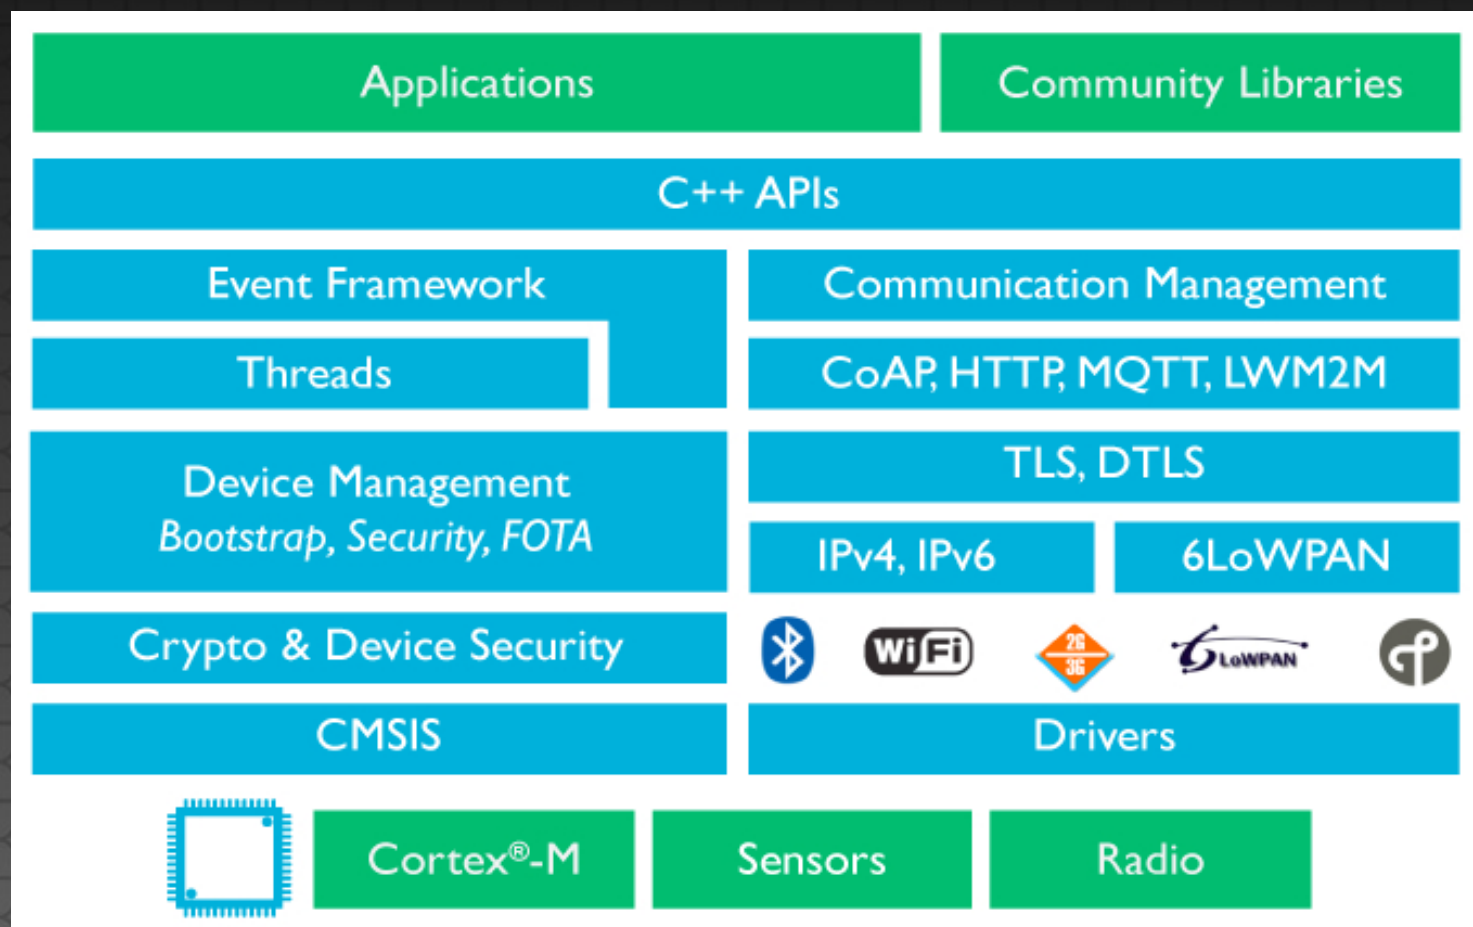 Applications
Community Libraries
C++ APIs
Event Framework
Communication Management
Threads
CoAP, HTTP, MQTT, LWM2M
Device Management
Bootstrap, Security, FOTA
TLS, DTLS
IPv4, IPv6
6LoWPAN
Crypto & Device Security
WiFi
2G
3G
6LoWPAN
CMSIS
Drivers
Cortex®-M
Sensors
Radio